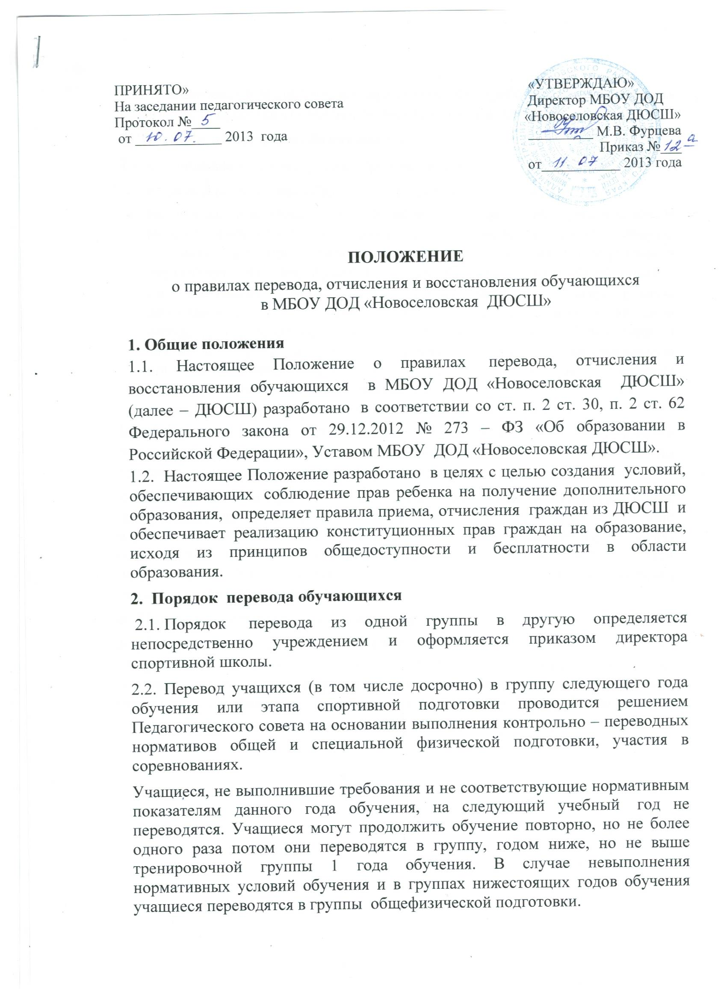 ПРИНЯТО»
На заседании педагогического совета
Протокол № 5
от 10.07. 2013 года
«УТВЕРЖДАЮ»
Директор МБОУ ДОД
«Новоселовская ДЮСШ»
М.В. Фурцева
Приказ № 12 а
от 11.07. 2013 года
ПОЛОЖЕНИЕ
о правилах перевода, отчисления и восстановления обучающихся
в МБОУ ДОД «Новоселовская ДЮСШ»
1. Общие положения
1.1. Настоящее Положение о правилах перевода, отчисления и
восстановления обучающихся в МБОУ ДОД «Новоселовская ДЮСШ»
(далее – ДЮСШ) разработано в соответствии со ст. п. 2 ст. 30, п. 2 ст. 62
Федерального закона от 29.12.2012 № 273 – ФЗ «Об образовании в
Российской Федерации», Уставом МБОУ ДОД «Новоселовская ДЮСШ».
1.2. Настоящее Положение разработано в целях с целью создания условий,
обеспечивающих соблюдение прав ребенка на получение дополнительного
образования, определяет правила приема, отчисления граждан из ДЮСШ и
обеспечивает реализацию конституционных прав граждан на образование,
исходя из принципов общедоступности и бесплатности в области
образования.
2. Порядок перевода обучающихся
2.1. Порядок перевода из одной группы в другую определяется
непосредственно учреждением и оформляется приказом директора
спортивной школы.
2.2. Перевод учащихся (в том числе досрочно) в группу следующего года
обучения или этапа спортивной подготовки проводится решением
Педагогического совета на основании выполнения контрольно – переводных
нормативов общей и специальной физической подготовки, участия в
соревнованиях.
Учащиеся, не выполнившие требования и не соответствующие нормативным
показателям данного года обучения, на следующий учебный год не
переводятся. Учащиеся могут продолжить обучение повторно, но не более
одного раза потом они переводятся в группу, годом ниже, но не выше
тренировочной группы 1 года обучения. В случае невыполнения
нормативных условий обучения и в группах нижестоящих годов обучения
учащиеся переводятся в группы общефизической подготовки.